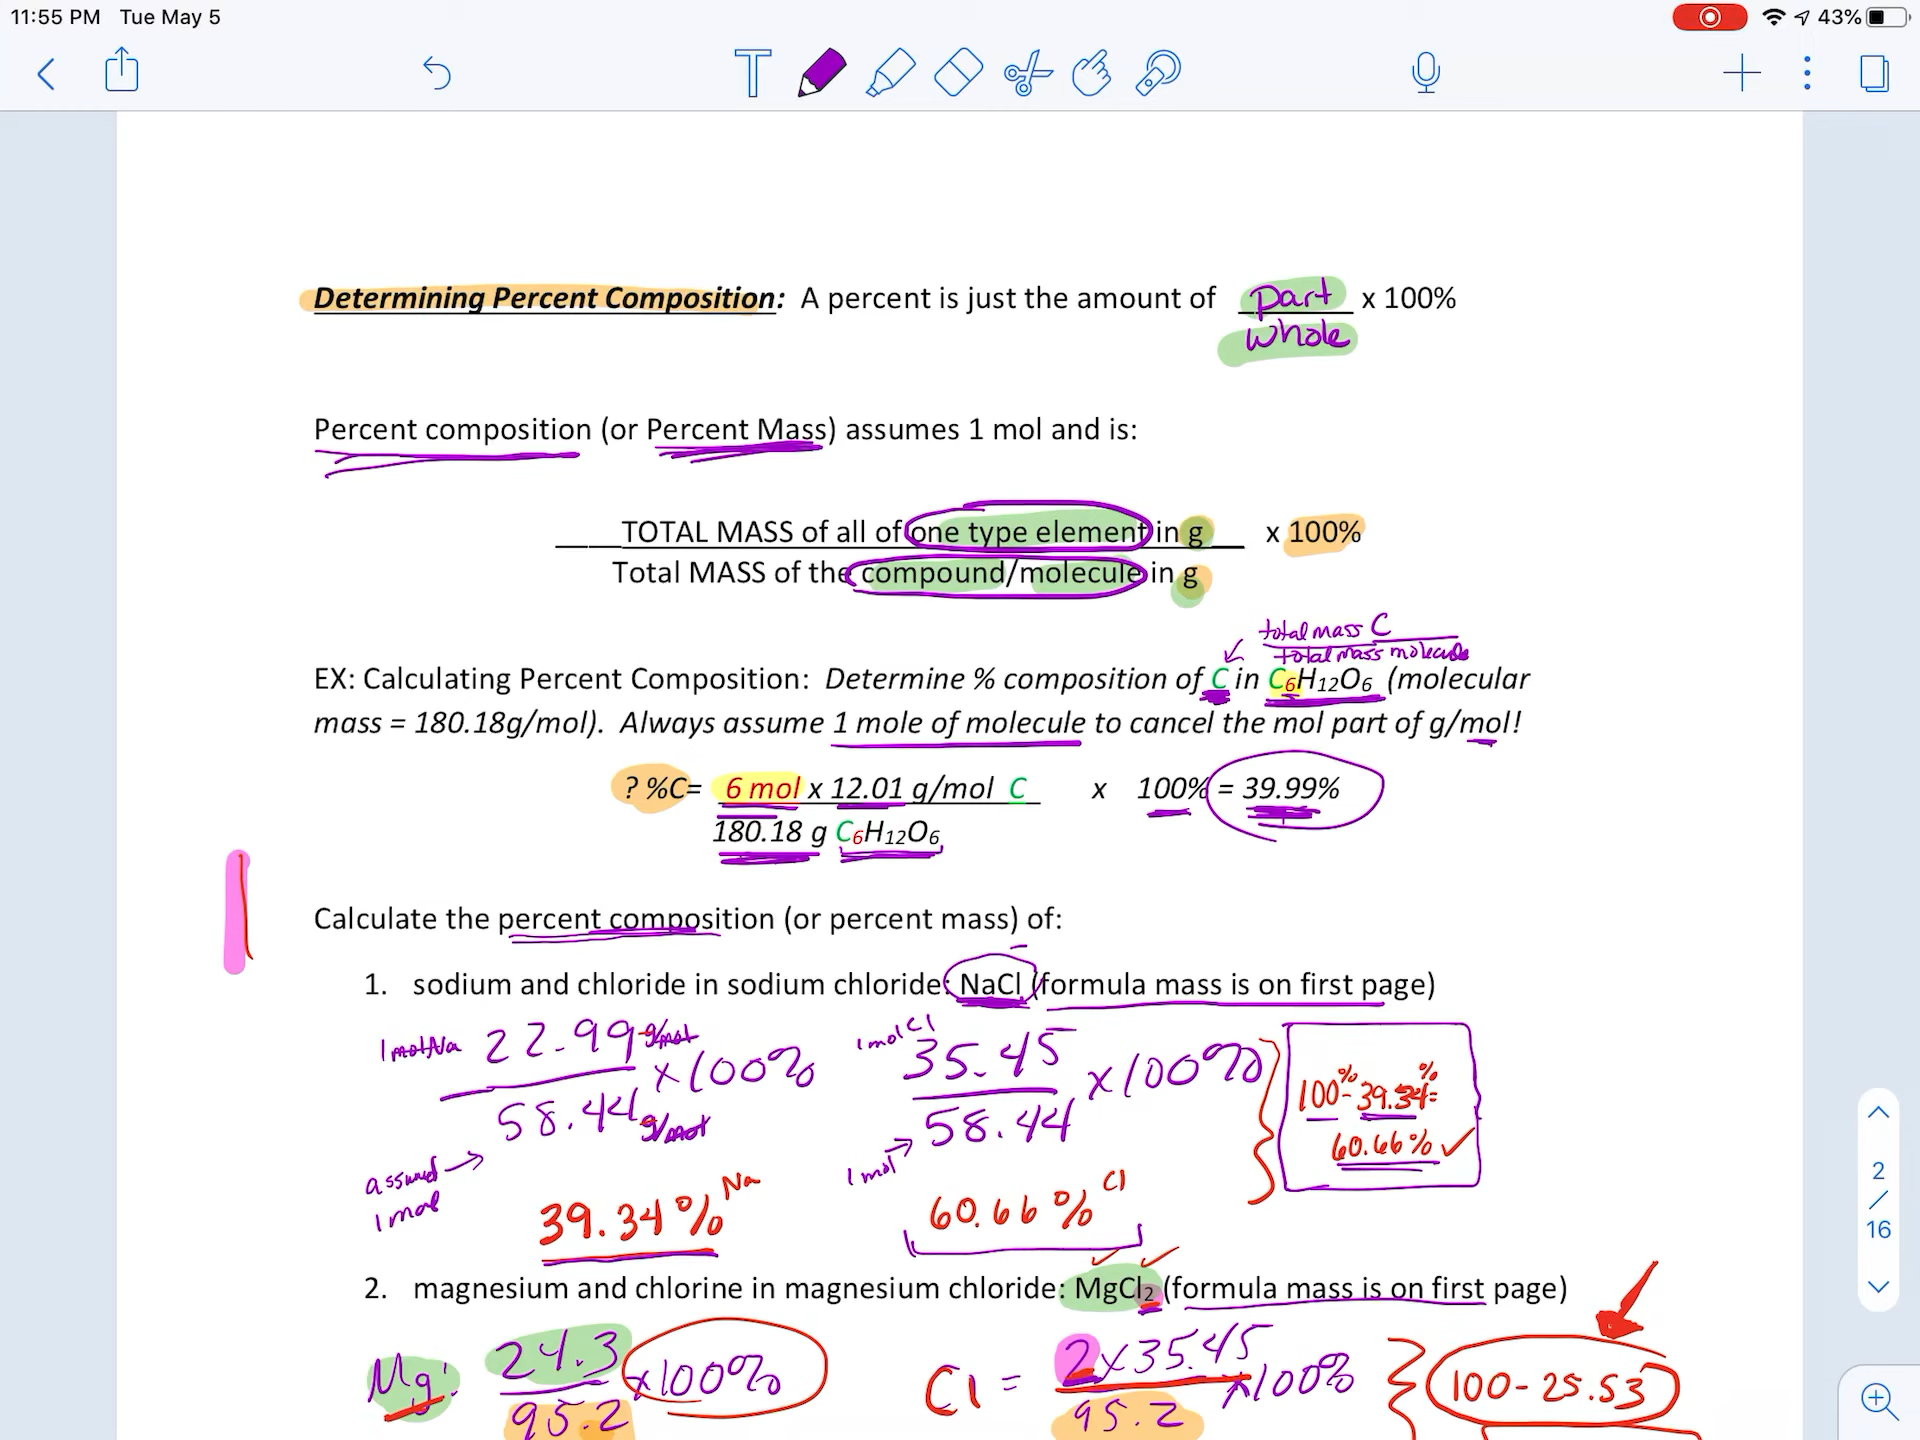 11:55 PM Tue May 5
43%
T
Determining Percent Composition: A percent is just the amount of part x 100%
whole
Percent composition (or Percent Mass) assumes 1 mol and is:
TOTAL MASS of all of one type element in g x 100%
Total MASS of the compound/molecule in g
total mass C
total mass molecule
EX: Calculating Percent Composition: Determine % composition of C in C6H12O6 (molecular
mass = 180.18g/mol). Always assume 1 mole of molecule to cancel the mol part of g/mol!
? %C= 6 mol x 12.01 g/mol C x 100% = 39.99%
180.18 g C6H12O6
Calculate the percent composition (or percent mass) of:
1. sodium and chloride in sodium chloride: NaCl (formula mass is on first page)
1 mol Na 22.99 g/mol x100%
58.44 g/mol
assumed 1 mol
39.34% Na
1 mol Cl
35.45 x100%
58.44
1 mol
60.66% Cl
100% - 39.34% =
60.66% ✓
2. magnesium and chlorine in magnesium chloride: MgCl2 (formula mass is on first page)
Mg: 24.3 x100%
95.2
Cl = 2x35.45 x100%
95.2
100-25.53
2
/
16